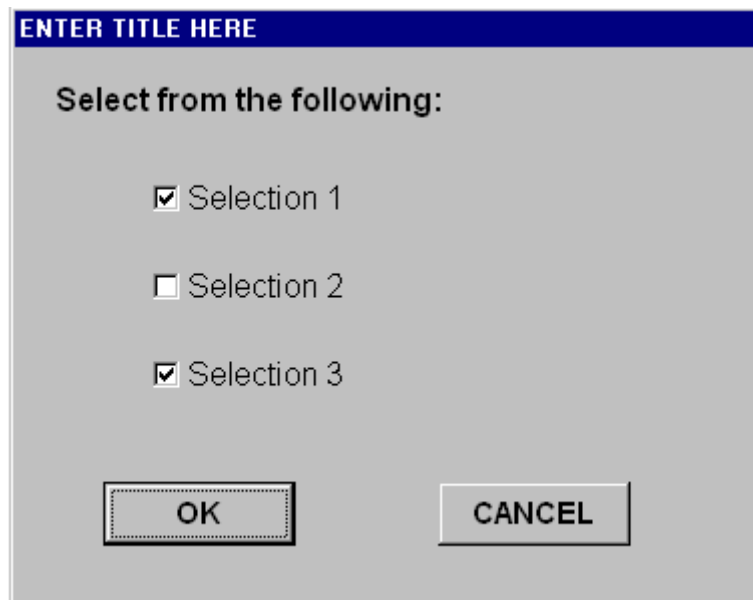 ENTER TITLE HERE
Select from the following:
Selection 1
Selection 2
Selection 3
OK CANCEL